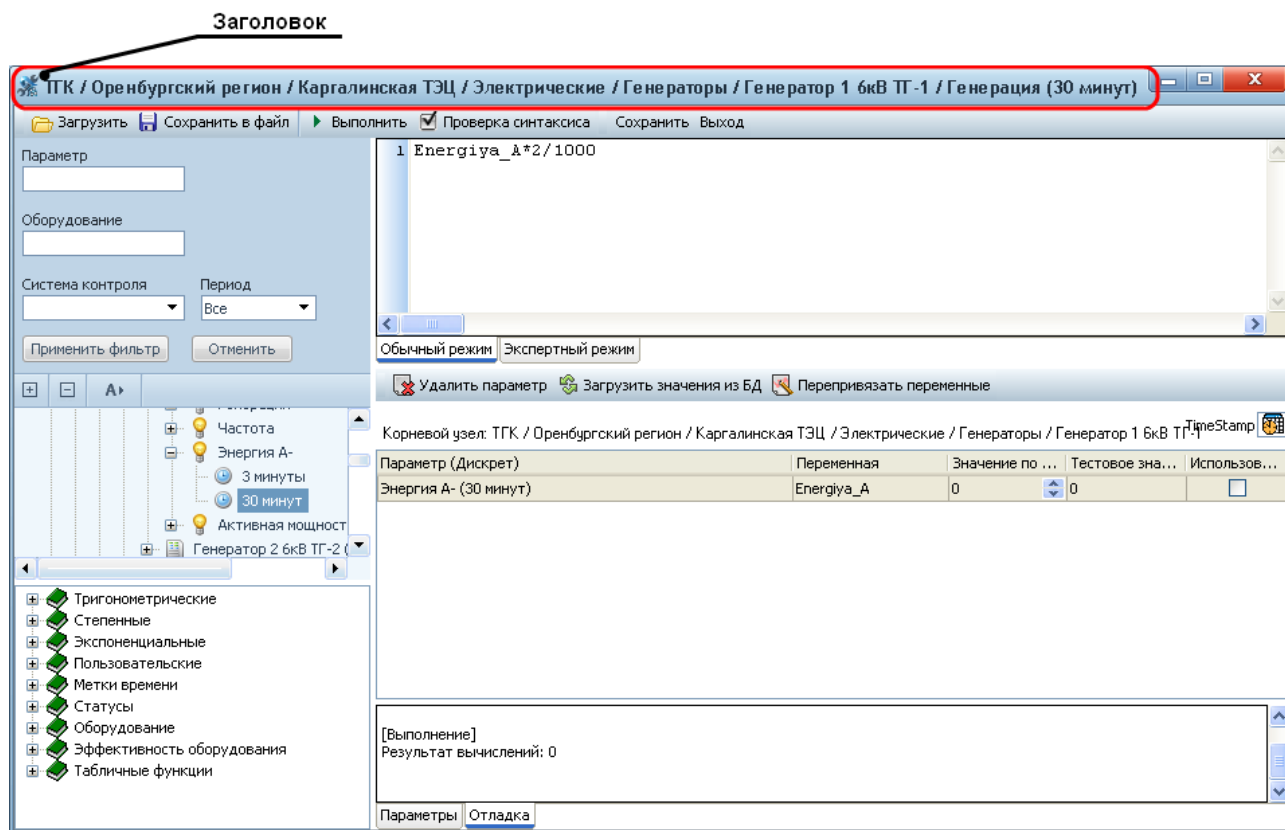 Заголовок
ТГК / Оренбургский регион / Каргалинская ТЭЦ / Электрические / Генераторы / Генератор 1 6кВ ТГ-1 / Генерация (30 минут)
Загрузить Сохранить в файл Выполнить Проверка синтаксиса Сохранить Выход
Параметр
Оборудование
Система контроля Период
Все
Применить фильтр Отменить
A
Частота
Энергия А-
3 минуты
30 минут
Активная мощност
Генератор 2 6кВ ТГ-2 (
Тригонометрические
Степенные
Экспоненциальные
Пользовательские
Метки времени
Статусы
Оборудование
Эффективность оборудования
Табличные функции
1 Energiya_A*2/1000
Обычный режим Экспертный режим
Удалить параметр Загрузить значения из БД Перепривязать переменные
Корневой узел: ТГК / Оренбургский регион / Каргалинская ТЭЦ / Электрические / Генераторы / Генератор 1 6кВ ТГ-1 TimeStamp
Параметр (Дискрет) Переменная Значение по ... Тестовое зна... Использов...
Энергия А- (30 минут) Energiya_A 0 0
[Выполнение]
Результат вычислений: 0
Параметры Отладка